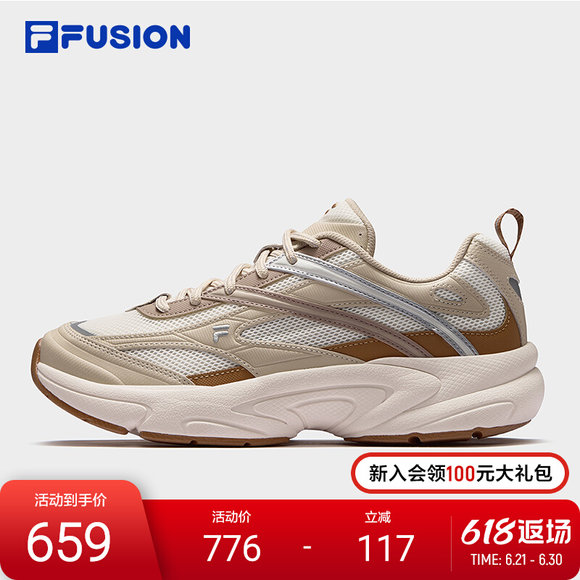 FUSION
新入会领100元大礼包
活动到手价
659
活动价
776
-
立减
117
618返场
TIME: 6.21 - 6.30